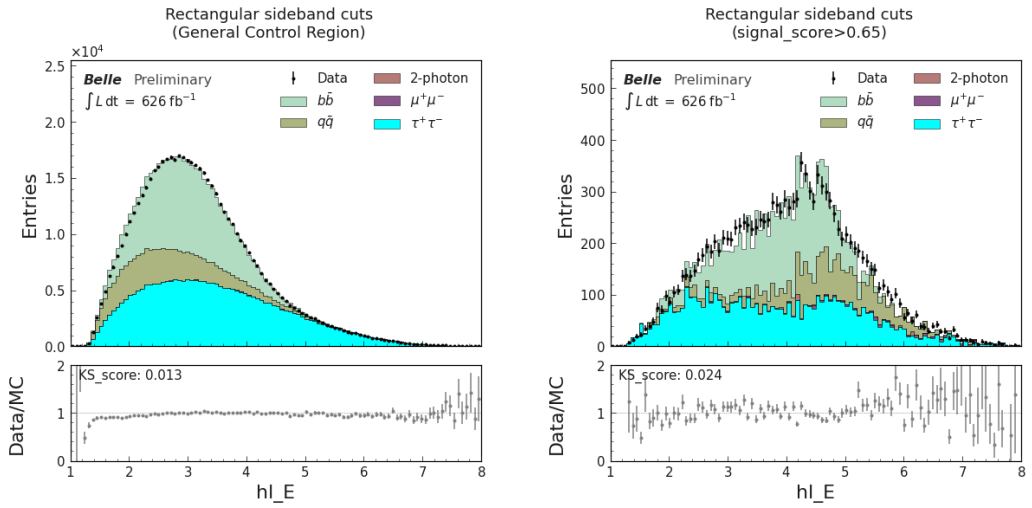 Rectangular sideband cuts
(General Control Region)
×10⁴
2.5
2.0
1.5
1.0
0.5
0.0
Entries
Belle Preliminary
∫ L dt = 626 fb⁻¹
Data
bb̄
qq̄
2-photon
μ⁺μ⁻
τ⁺τ⁻
KS_score: 0.013
2
1
0
Data/MC
1 2 3 4 5 6 7 8
hl_E
Rectangular sideband cuts
(signal_score>0.65)
500
400
300
200
100
0
Entries
Belle Preliminary
∫ L dt = 626 fb⁻¹
Data
bb̄
qq̄
2-photon
μ⁺μ⁻
τ⁺τ⁻
KS_score: 0.024
2
1
0
Data/MC
1 2 3 4 5 6 7 8
hl_E